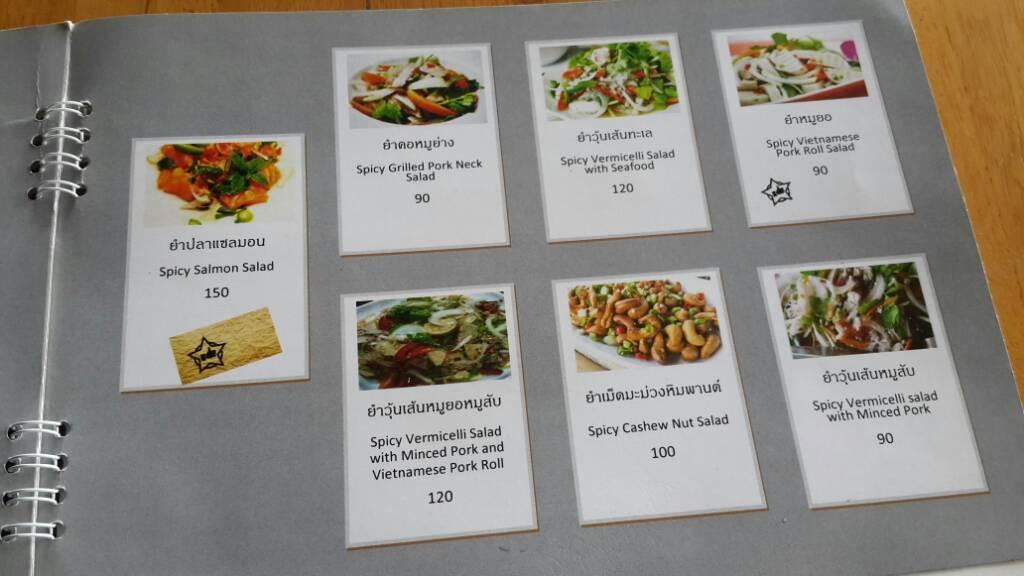 ยำปลาแซลมอน
Spicy Salmon Salad
150
ยำคอหมูย่าง
Spicy Grilled Pork Neck
Salad
90
ยำวุ้นเส้นทะเล
Spicy Vermicelli Salad
with Seafood
120
ยำหมูยอ
Spicy Vietnamese
Pork Roll Salad
90
ยำวุ้นเส้นหมูยอหมูสับ
Spicy Vermicelli Salad
with Minced Pork and
Vietnamese Pork Roll
120
ยำเม็ดมะม่วงหิมพานต์
Spicy Cashew Nut Salad
100
ยำวุ้นเส้นหมูสับ
Spicy Vermicelli salad
with Minced Pork
90